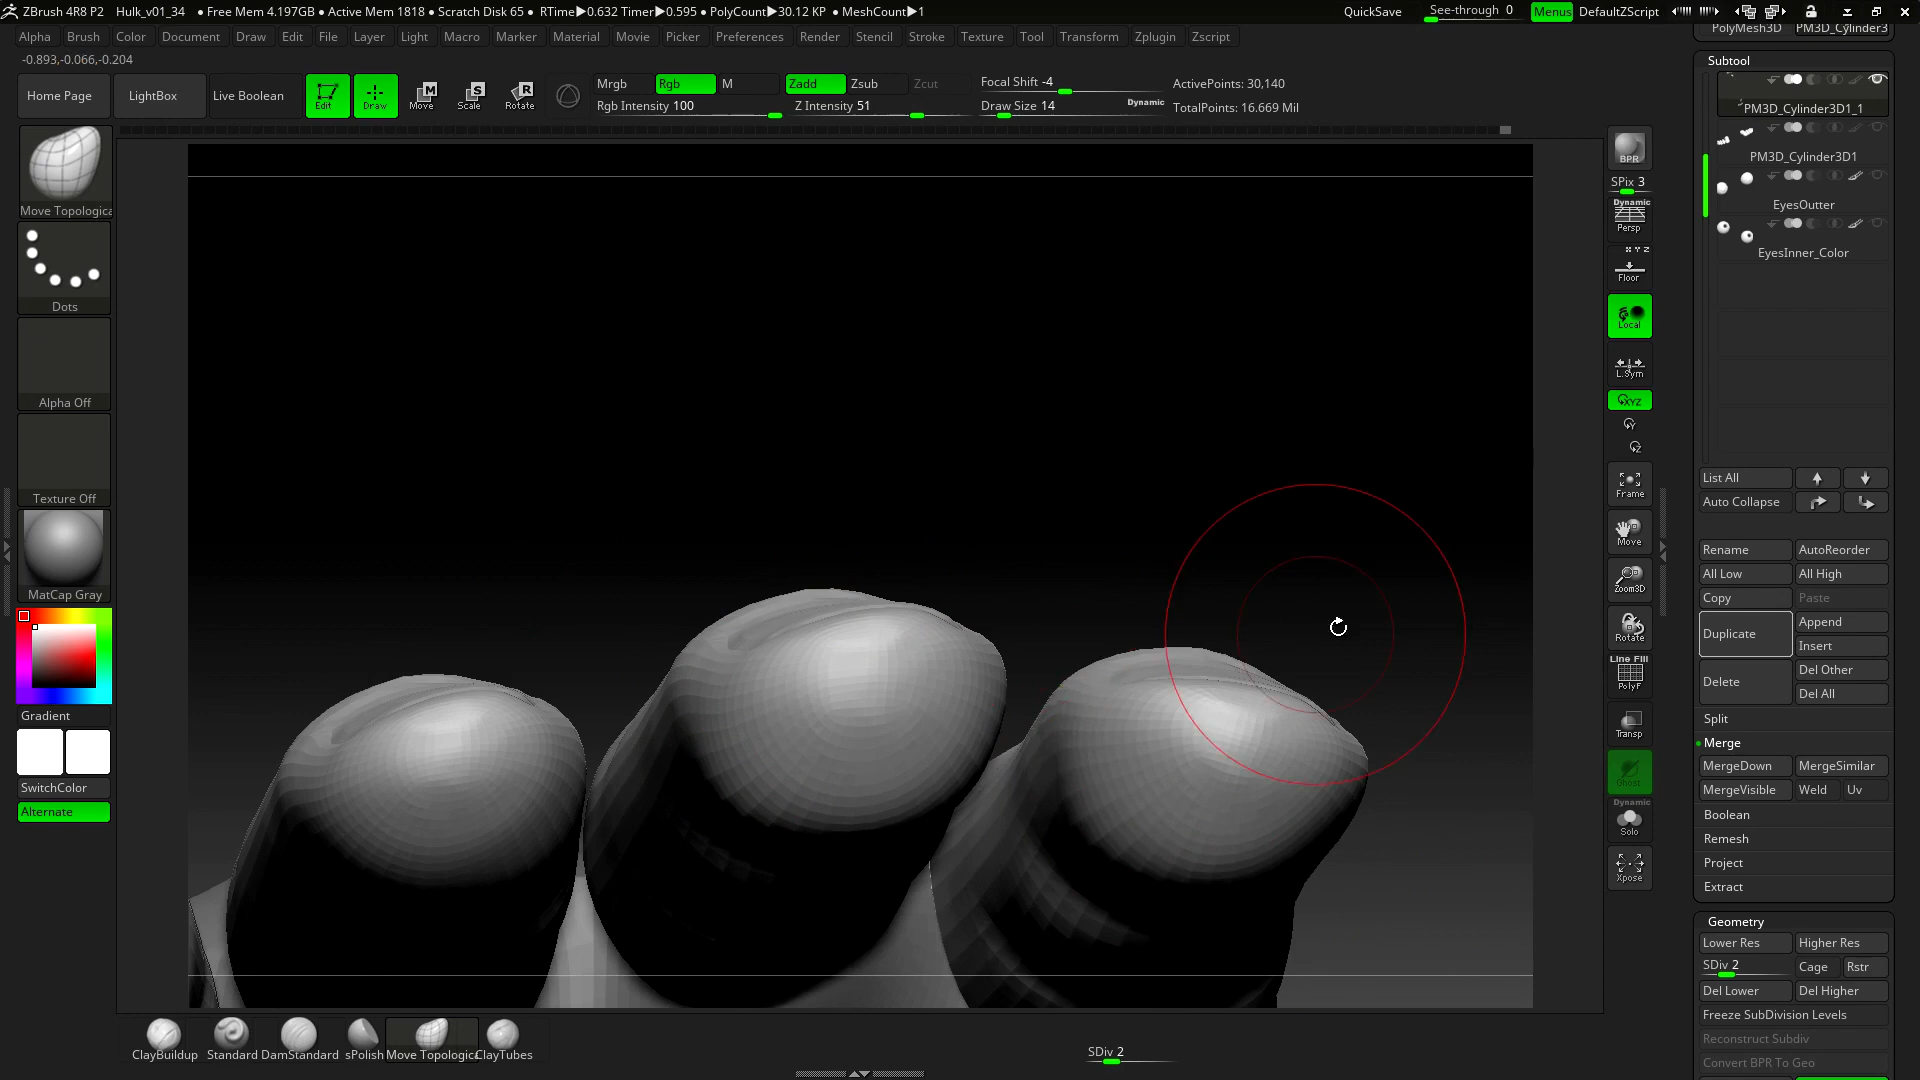 ZBrush 4R8 P2 Hulk_v01_34 ● Free Mem 4.197GB ● Active Mem 1818 ● Scratch Disk 65 ● RTime▶0.632 Timer▶0.595 ● PolyCount▶30.12 KP ● MeshCount▶1 QuickSave See-through 0 Menus DefaultZScript
Alpha Brush Color Document Draw Edit File Layer Light Macro Marker Material Movie Picker Preferences Render Stencil Stroke Texture Tool Transform Zplugin Zscript
PolyMesh3D PM3D_Cylinder3
-0.893,-0.066,-0.204
Home Page LightBox Live Boolean Edit Draw Move Scale Rotate
Mrgb Rgb M Zadd Zsub Zcut Focal Shift -4 ActivePoints: 30,140
Rgb Intensity 100 Z Intensity 51 Draw Size 14 Dynamic TotalPoints: 16.669 Mil
Move Topologica
Dots
Alpha Off
Texture Off
MatCap Gray
Gradient
SwitchColor
Alternate
BPR
SPix 3
Dynamic
Persp
X Y Z
Floor
Local
L.Sym
XYZ
Y
Z
Frame
Move
Zoom3D
Rotate
Line Fill
PolyF
Transp
Ghost
Dynamic
Solo
Xpose
Subtool
PM3D_Cylinder3D1_1
PM3D_Cylinder3D1
EyesOutter
EyesInner_Color
List All
Auto Collapse
Rename AutoReorder
All Low All High
Copy Paste
Duplicate Append
Insert
Delete Del Other
Del All
Split
Merge
MergeDown MergeSimilar
MergeVisible Weld Uv
Boolean
Remesh
Project
Extract
Geometry
Lower Res Higher Res
SDiv 2 Cage Rstr
Del Lower Del Higher
Freeze SubDivision Levels
Reconstruct Subdiv
Convert BPR To Geo
ClayBuildup Standard DamStandard sPolish Move Topologica ClayTubes
SDiv 2